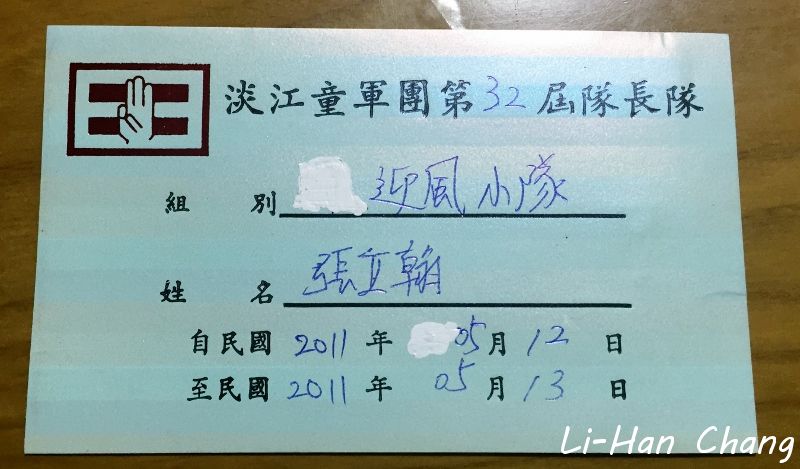 淡江童軍團第32屆隊長隊
組 別 迎風小隊
姓 名 張立翰
自民國 2011 年 05 月 12 日
至民國 2011 年 05 月 13 日
Li-Han Chang